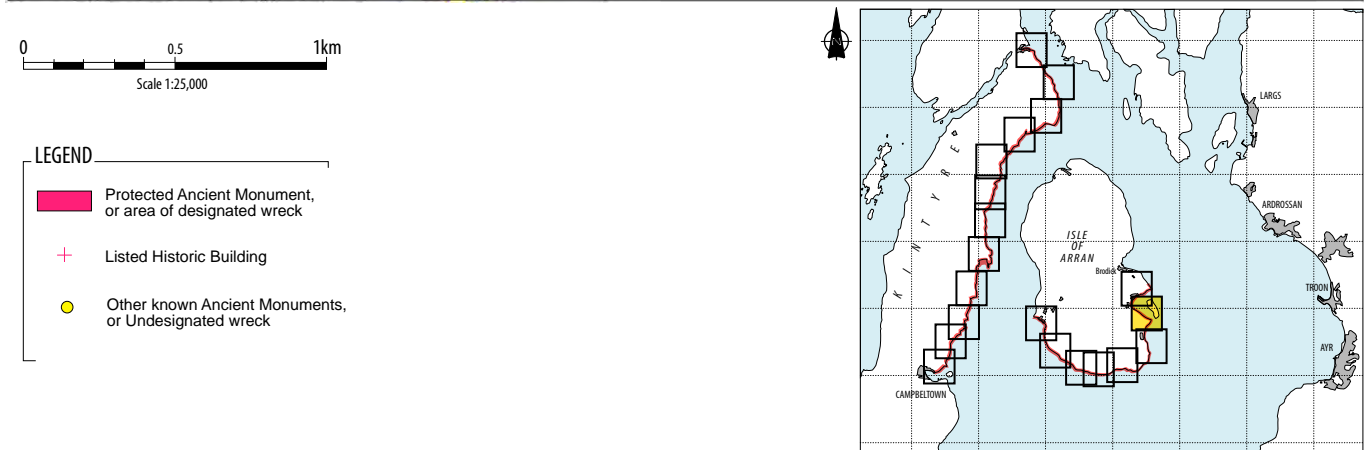 0 0.5 1km
Scale 1:25,000
LEGEND
Protected Ancient Monument,
or area of designated wreck
Listed Historic Building
Other known Ancient Monuments,
or Undesignated wreck
N
LARGS
KINTYRE
ARDROSSAN
ISLE
OF
ARRAN
Brodick
TROON
AYR
CAMPBELTOWN